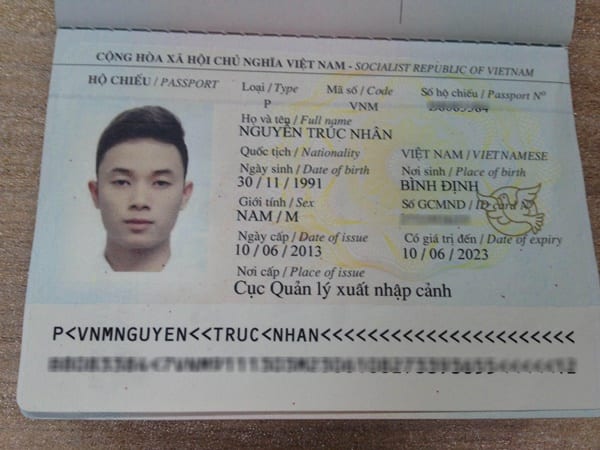 CỘNG HÒA XÃ HỘI CHỦ NGHĨA VIỆT NAM - SOCIALIST REPUBLIC OF VIETNAM
HỘ CHIẾU / PASSPORT Loại / Type Mã số / Code Số hộ chiếu / Passport Nº
P VNM
Họ và tên / Full name
NGUYỄN TRÚC NHÂN
Quốc tịch / Nationality VIỆT NAM / VIETNAMESE
Ngày sinh / Date of birth Nơi sinh / Place of birth
30 / 11 / 1991 BÌNH ĐỊNH
Giới tính / Sex Số GCMND / ID card Nº
NAM / M
Ngày cấp / Date of issue Có giá trị đến / Date of expiry
10 / 06 / 2013 10 / 06 / 2023
Nơi cấp / Place of issue
Cục Quản lý xuất nhập cảnh
P<VNMNGUYEN<<TRUC<NHAN<<<<<<<<<<<<<<<<<<<<<<